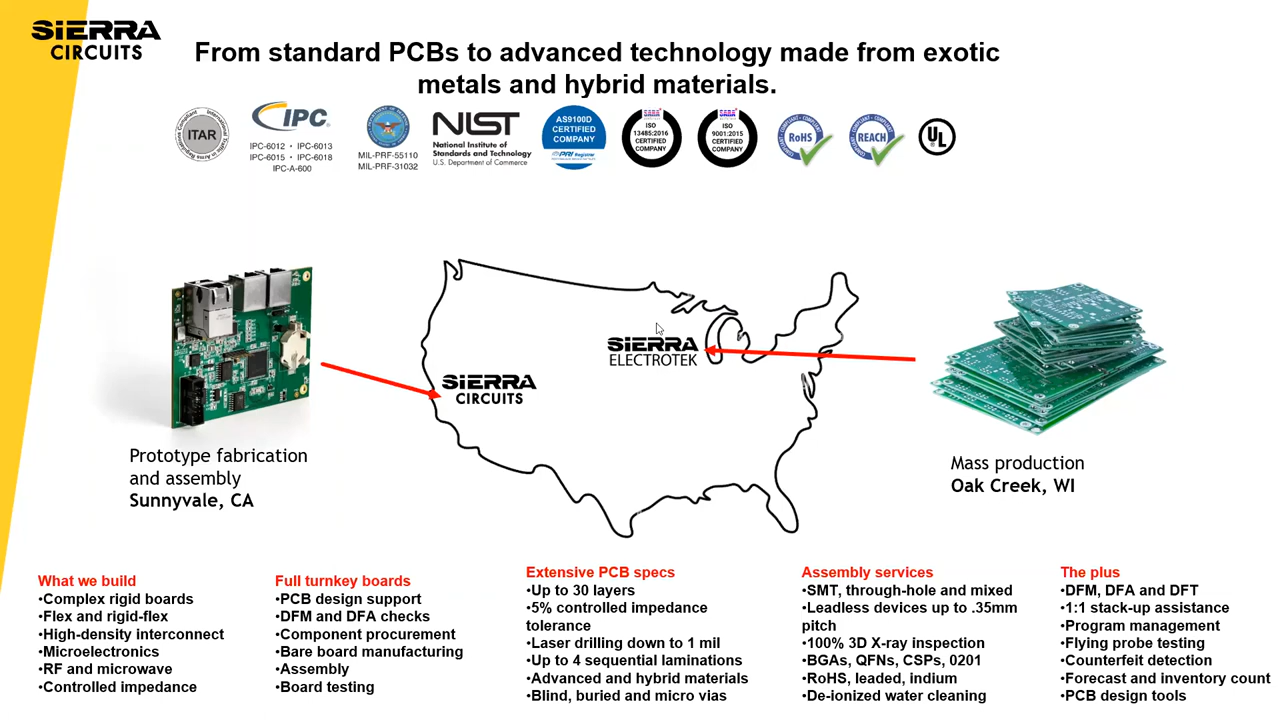 SIERRA
CIRCUITS
From standard PCBs to advanced technology made from exotic
metals and hybrid materials.
ITAR
IPC
IPC-6012 • IPC-6013
IPC-6015 • IPC-6018
IPC-A-600
MIL-PRF-55110
MIL-PRF-31032
NIST
National Institute of
Standards and Technology
U.S. Department of Commerce
AS9100D
CERTIFIED
COMPANY
PRI Registrar
ISO
13485:2016
CERTIFIED
COMPANY
ISO
9001:2015
CERTIFIED
COMPANY
RoHS
REACH
UL
SIERRA
ELECTROTEK
SIERRA
CIRCUITS
Prototype fabrication
and assembly
Sunnyvale, CA
Mass production
Oak Creek, WI
What we build
•Complex rigid boards
•Flex and rigid-flex
•High-density interconnect
•Microelectronics
•RF and microwave
•Controlled impedance
Full turnkey boards
•PCB design support
•DFM and DFA checks
•Component procurement
•Bare board manufacturing
•Assembly
•Board testing
Extensive PCB specs
•Up to 30 layers
•5% controlled impedance
tolerance
•Laser drilling down to 1 mil
•Up to 4 sequential laminations
•Advanced and hybrid materials
•Blind, buried and micro vias
Assembly services
•SMT, through-hole and mixed
•Leadless devices up to .35mm
pitch
•100% 3D X-ray inspection
•BGAs, QFNs, CSPs, 0201
•RoHS, leaded, indium
•De-ionized water cleaning
The plus
•DFM, DFA and DFT
•1:1 stack-up assistance
•Program management
•Flying probe testing
•Counterfeit detection
•Forecast and inventory count
•PCB design tools